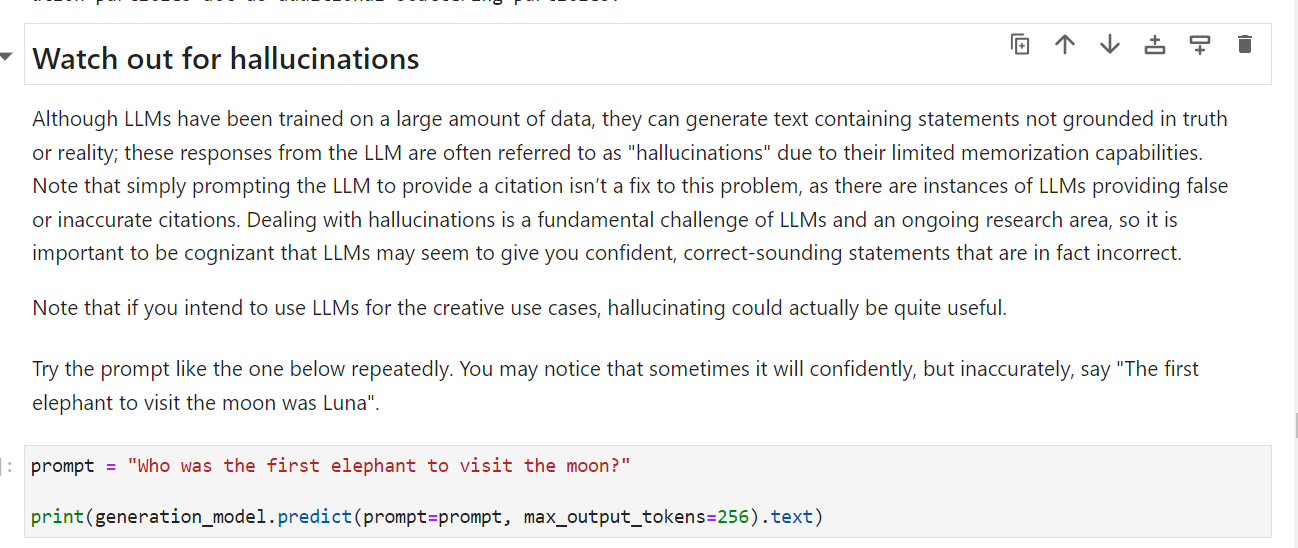 Watch out for hallucinations
Although LLMs have been trained on a large amount of data, they can generate text containing statements not grounded in truth
or reality; these responses from the LLM are often referred to as "hallucinations" due to their limited memorization capabilities.
Note that simply prompting the LLM to provide a citation isn't a fix to this problem, as there are instances of LLMs providing false
or inaccurate citations. Dealing with hallucinations is a fundamental challenge of LLMs and an ongoing research area, so it is
important to be cognizant that LLMs may seem to give you confident, correct-sounding statements that are in fact incorrect.
Note that if you intend to use LLMs for the creative use cases, hallucinating could actually be quite useful.
Try the prompt like the one below repeatedly. You may notice that sometimes it will confidently, but inaccurately, say "The first
elephant to visit the moon was Luna".
]: prompt = "Who was the first elephant to visit the moon?"
print(generation_model.predict(prompt=prompt, max_output_tokens=256).text)